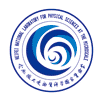 HEFEI NATIONAL LABORATORY FOR PHYSICAL SCIENCES AT THE MICROSCALE
合肥微尺度物质科学国家实验室